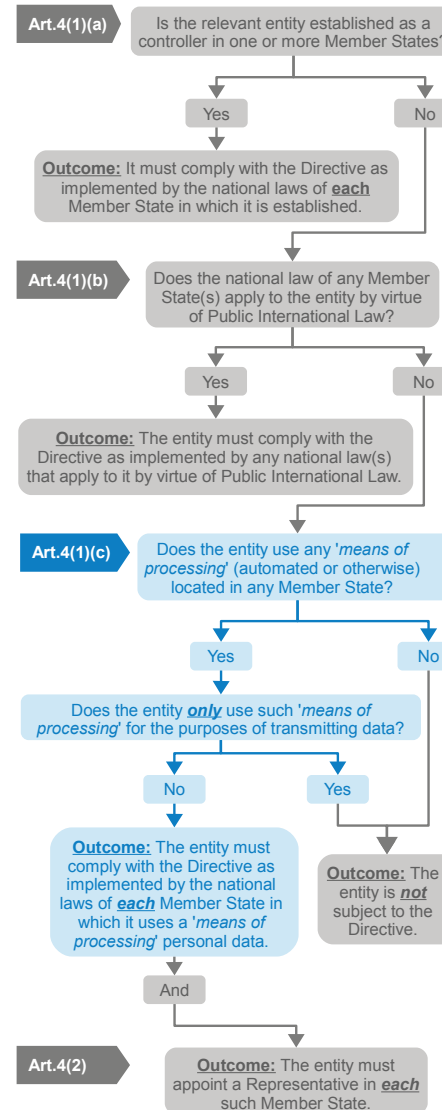 Art.4(1)(a)
Is the relevant entity established as a
controller in one or more Member States?
Yes
No
Outcome: It must comply with the Directive as
implemented by the national laws of each
Member State in which it is established.
Art.4(1)(b)
Does the national law of any Member
State(s) apply to the entity by virtue
of Public International Law?
Yes
No
Outcome: The entity must comply with the
Directive as implemented by any national law(s)
that apply to it by virtue of Public International Law.
Art.4(1)(c)
Does the entity use any 'means of
processing' (automated or otherwise)
located in any Member State?
Yes
No
Does the entity only use such 'means of
processing' for the purposes of transmitting data?
No
Yes
Outcome: The entity must
comply with the Directive as
implemented by the national
laws of each Member State in
which it uses a 'means of
processing' personal data.
Outcome: The
entity is not
subject to the
Directive.
And
Art.4(2)
Outcome: The entity must
appoint a Representative in each
such Member State.